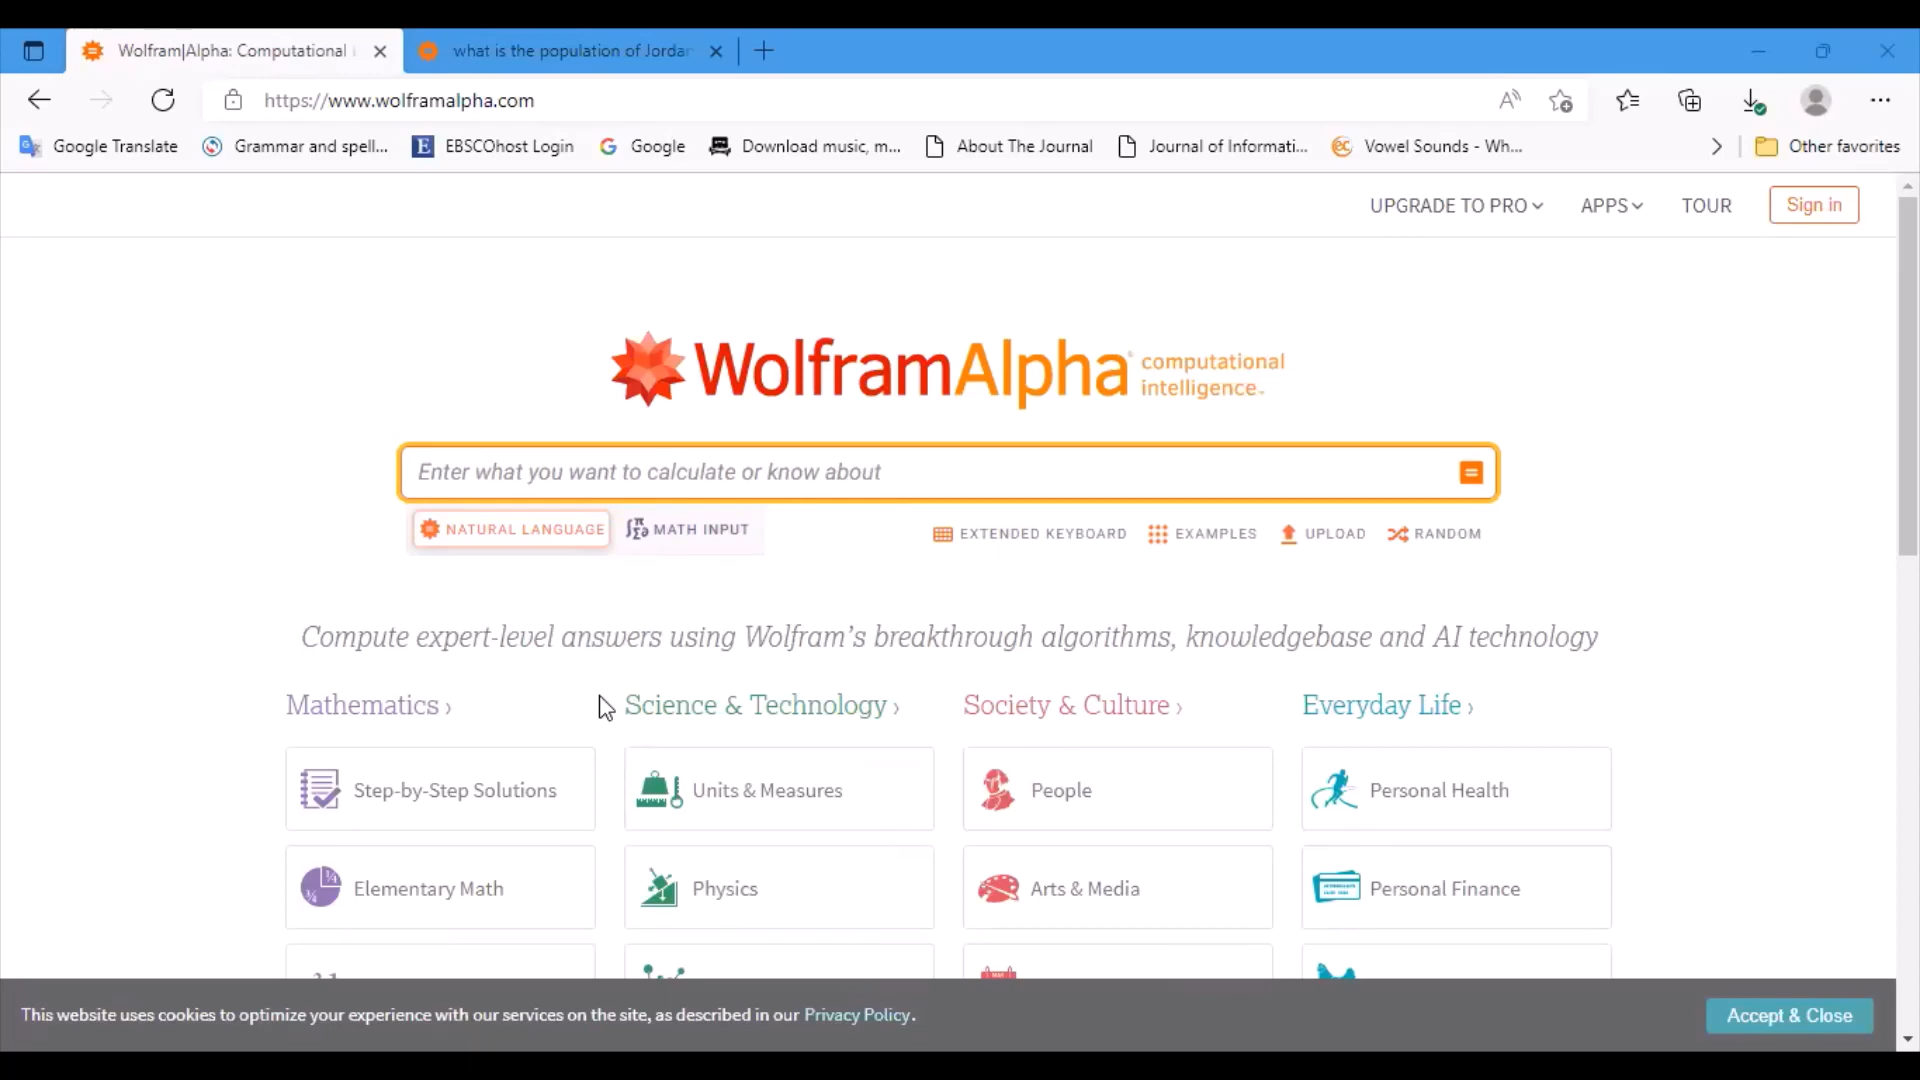 Wolfram|Alpha: Computational
what is the population of Jordan
https://www.wolframalpha.com
Google Translate
Grammar and spell...
EBSCOhost Login
Google
Download music, m...
About The Journal
Journal of Informati...
Vowel Sounds - Wh...
Other favorites
UPGRADE TO PRO
APPS
TOUR
Sign in
WolframAlpha computational intelligence™
Enter what you want to calculate or know about
NATURAL LANGUAGE
MATH INPUT
EXTENDED KEYBOARD
EXAMPLES
UPLOAD
RANDOM
Compute expert-level answers using Wolfram's breakthrough algorithms, knowledgebase and AI technology
Mathematics ›
Science & Technology ›
Society & Culture ›
Everyday Life ›
Step-by-Step Solutions
Units & Measures
People
Personal Health
Elementary Math
Physics
Arts & Media
Personal Finance
This website uses cookies to optimize your experience with our services on the site, as described in our Privacy Policy.
Accept & Close